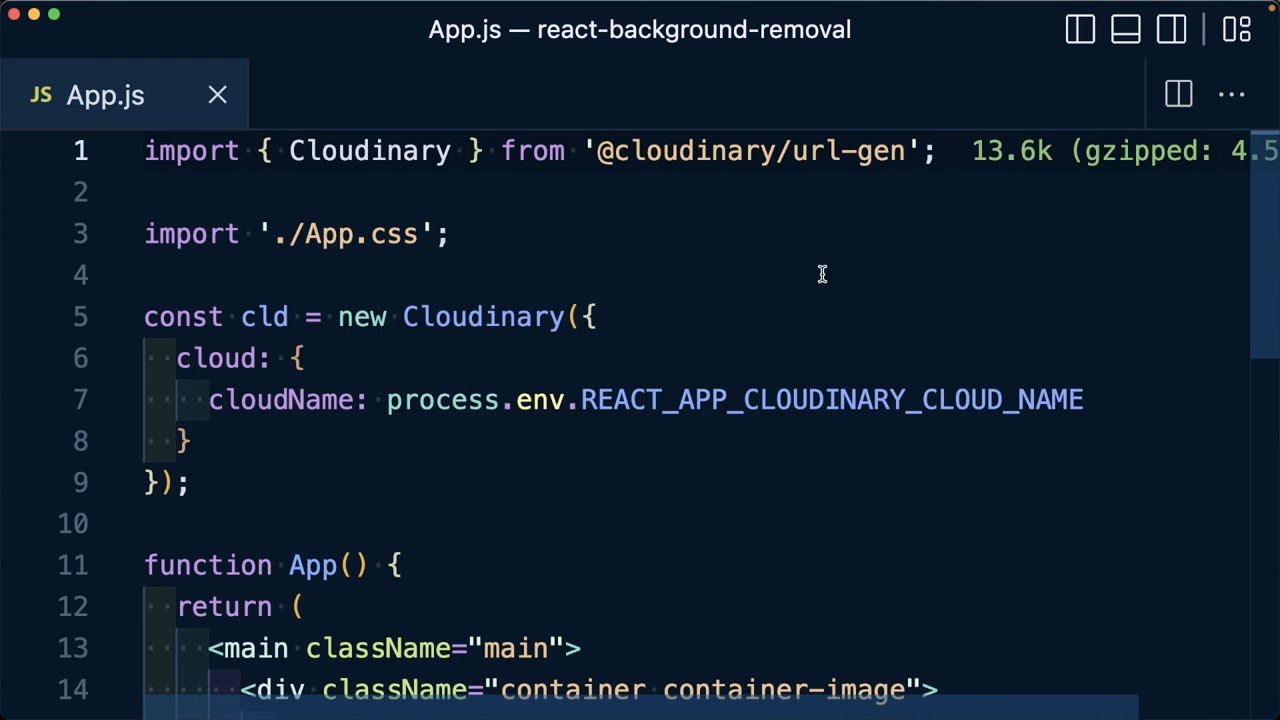 App.js — react-background-removal
JS App.js
1 import { Cloudinary } from '@cloudinary/url-gen'; 13.6k (gzipped: 4.5
2
3 import './App.css';
4
5 const cld = new Cloudinary({
6 cloud: {
7 cloudName: process.env.REACT_APP_CLOUDINARY_CLOUD_NAME
8 }
9 });
10
11 function App() {
12 return (
13 <main className="main">
14 <div className="container container-image">